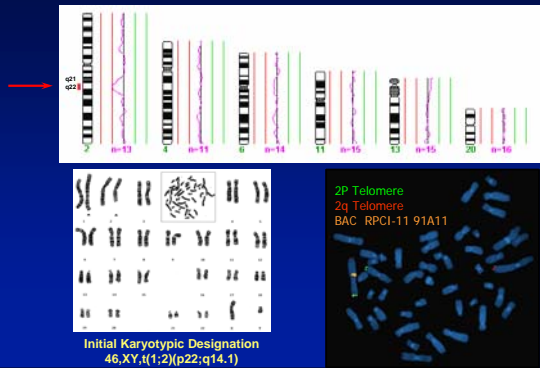 q21
q22
2 n=13
4 n=11
6 n=14
11 n=15
13 n=15
20 n=16
2P Telomere
2q Telomere
BAC RPCI-11 91A11
Initial Karyotypic Designation
46,XY,t(1;2)(p22;q14.1)